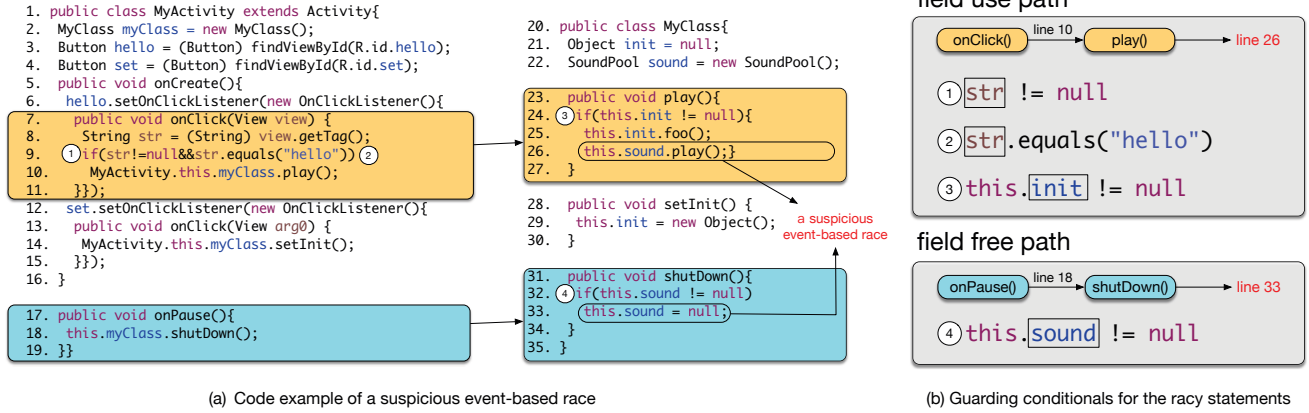 1. public class MyActivity extends Activity{
2. MyClass myClass = new MyClass();
3. Button hello = (Button) findViewById(R.id.hello);
4. Button set = (Button) findViewById(R.id.set);
5. public void onCreate(){
6. hello.setOnClickListener(new OnClickListener(){
7. public void onClick(View view) {
8. String str = (String) view.getTag();
9. 1 if(str!=null&&str.equals("hello")) 2
10. MyActivity.this.myClass.play();
11. }});
12. set.setOnClickListener(new OnClickListener(){
13. public void onClick(View arg0) {
14. MyActivity.this.myClass.setInit();
15. }});
16. }
17. public void onPause(){
18. this.myClass.shutDown();
19. }}
20. public class MyClass{
21. Object init = null;
22. SoundPool sound = new SoundPool();
23. public void play(){
24. 3 if(this.init != null){
25. this.init.foo();
26. this.sound.play();}
27. }
28. public void setInit() {
29. this.init = new Object();
30. }
a suspicious
event-based race
31. public void shutDown(){
32. 4 if(this.sound != null)
33. this.sound = null;
34. }
35. }
(a) Code example of a suspicious event-based race
field use path
onClick() line 10 play() line 26
1 str != null
2 str.equals("hello")
3 this.init != null
field free path
onPause() line 18 shutDown() line 33
4 this.sound != null
(b) Guarding conditionals for the racy statements